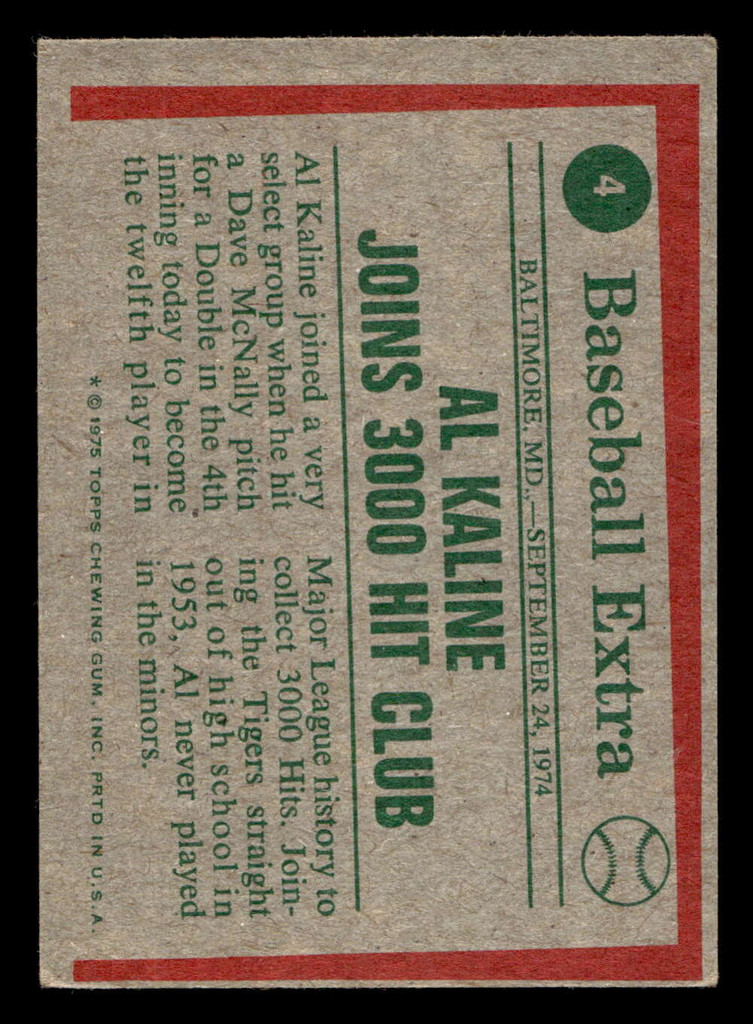 4 Baseball Extra
BALTIMORE, MD.,—SEPTEMBER 24, 1974
AL KALINE
JOINS 3000 HIT CLUB
Al Kaline joined a very
select group when he hit
a Dave McNally pitch
for a Double in the 4th
inning today to become
the twelfth player in
Major League history to
collect 3000 Hits. Join-
ing the Tigers straight
out of high school in
1953, Al never played
in the minors.
* © 1975 TOPPS CHEWING GUM, INC. PRTD IN U.S.A.